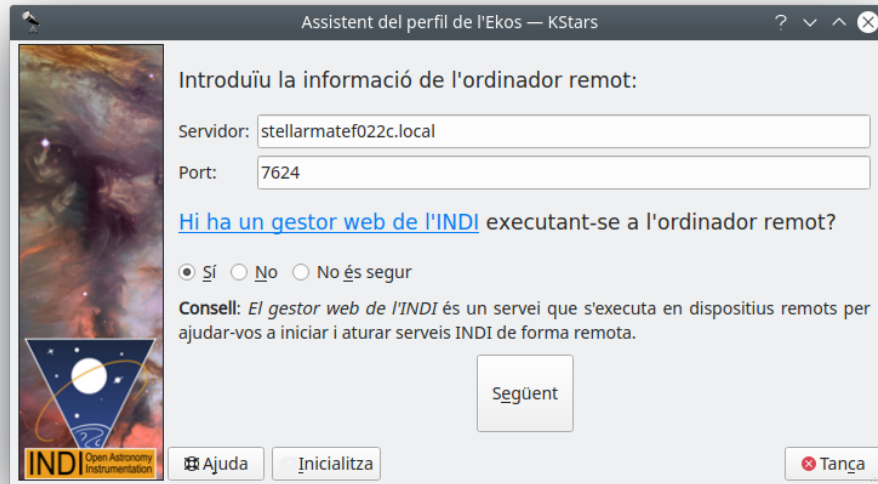 Assistent del perfil de l'Ekos — KStars
Introduïu la informació de l'ordinador remot:
Servidor: stellarmatef022c.local
Port: 7624
Hi ha un gestor web de l'INDI executant-se a l'ordinador remot?
Sí No No és segur
Consell: El gestor web de l'INDI és un servei que s'executa en dispositius remots per
ajudar-vos a iniciar i aturar serveis INDI de forma remota.
Següent
INDI Open Astronomy
Instrumentation
Ajuda Inicialitza Tanca